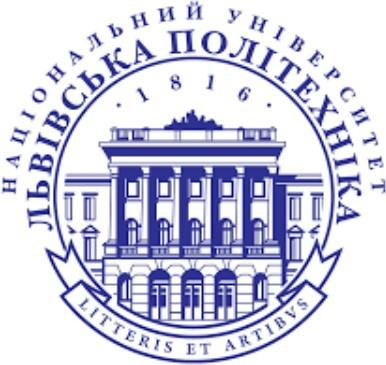 НАЦІОНАЛЬНИЙ УНІВЕРСИТЕТ
ЛЬВІВСЬКА ПОЛІТЕХНІКА
· 1816 ·
LITTERIS ET ARTIBVS